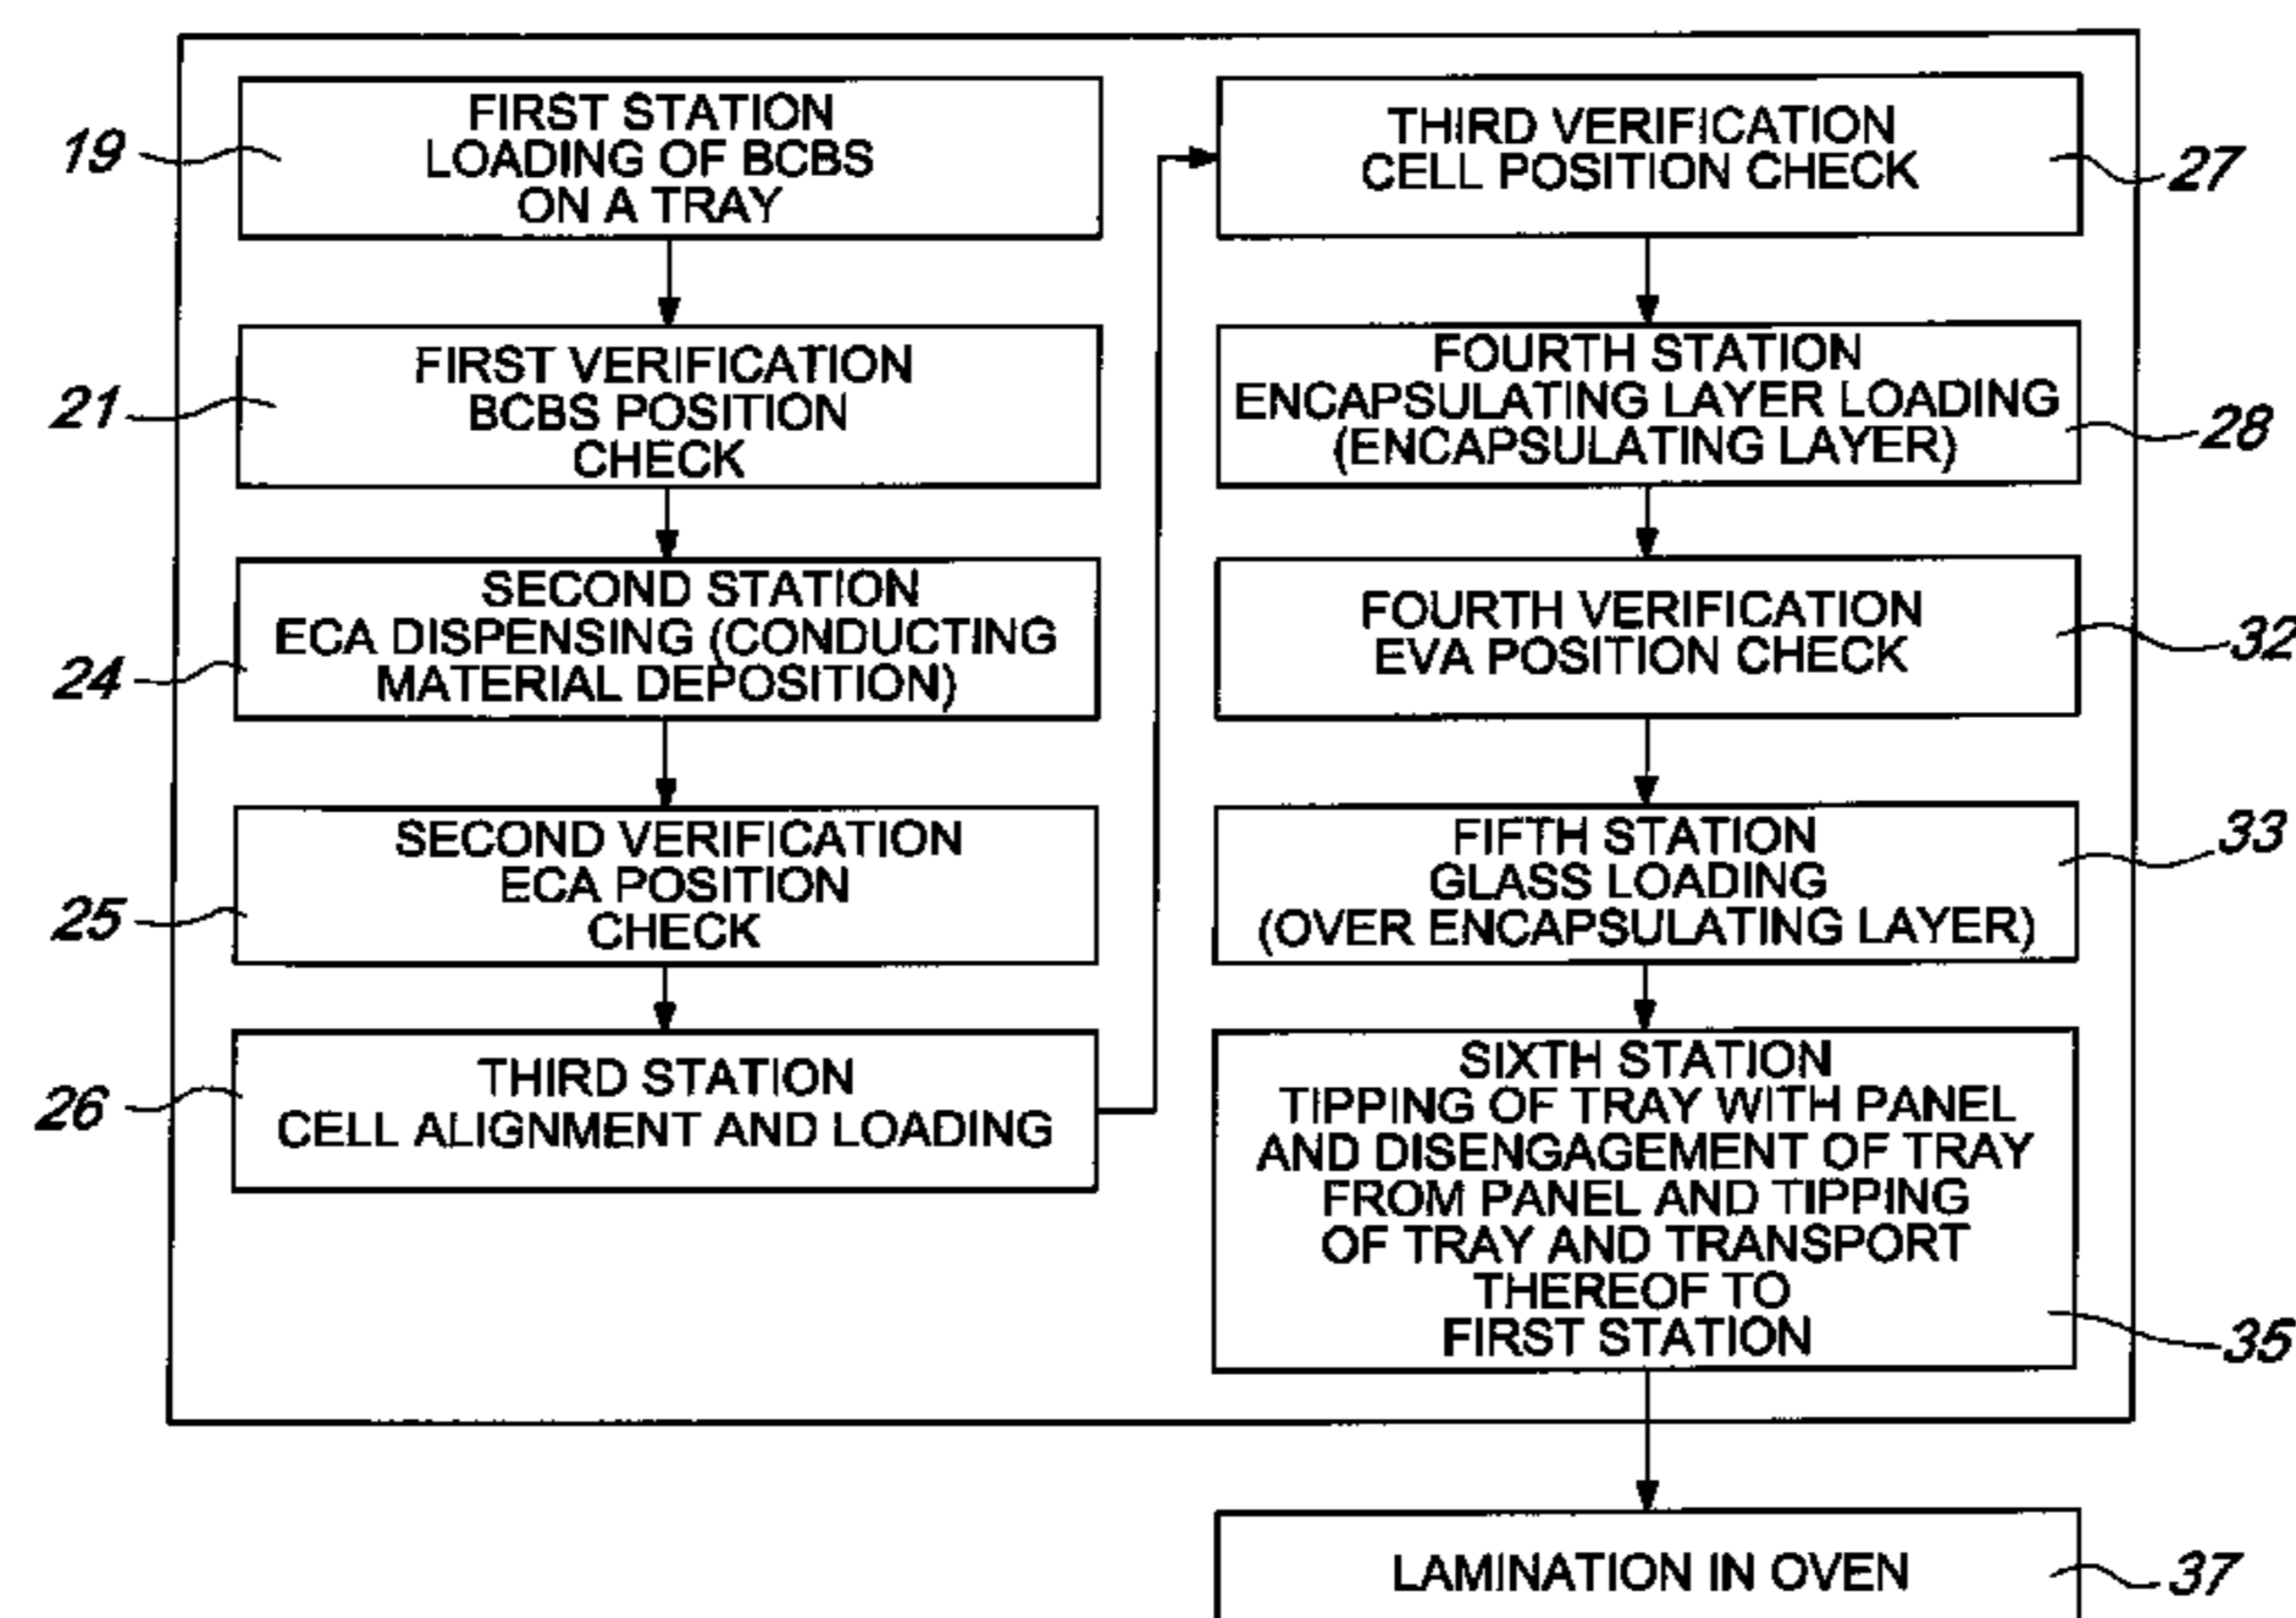 19
FIRST STATION
LOADING OF BCBS
ON A TRAY
21
FIRST VERIFICATION
BCBS POSITION
CHECK
24
SECOND STATION
ECA DISPENSING (CONDUCTING
MATERIAL DEPOSITION)
25
SECOND VERIFICATION
ECA POSITION
CHECK
26
THIRD STATION
CELL ALIGNMENT AND LOADING
THIRD VERIFICATION
CELL POSITION CHECK
27
FOURTH STATION
ENCAPSULATING LAYER LOADING
(ENCAPSULATING LAYER)
28
FOURTH VERIFICATION
EVA POSITION CHECK
32
FIFTH STATION
GLASS LOADING
(OVER ENCAPSULATING LAYER)
33
SIXTH STATION
TIPPING OF TRAY WITH PANEL
AND DISENGAGEMENT OF TRAY
FROM PANEL AND TIPPING
OF TRAY AND TRANSPORT
THEREOF TO
FIRST STATION
35
LAMINATION IN OVEN
37